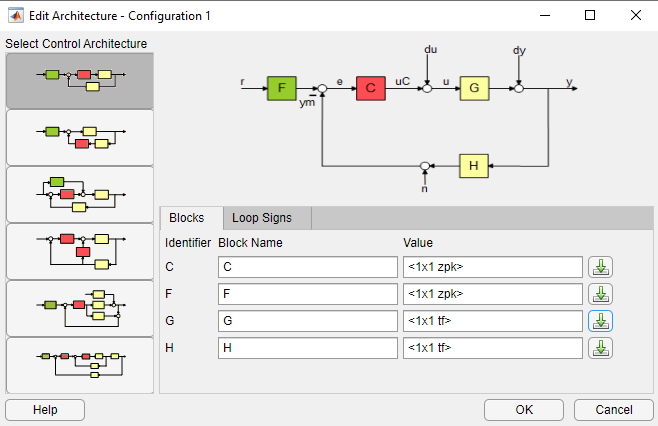 Edit Architecture - Configuration 1
Select Control Architecture
du dy
r F e C uC u G y
ym
H
n
Blocks Loop Signs
Identifier Block Name Value
C C <1x1 zpk>
F F <1x1 zpk>
G G <1x1 tf>
H H <1x1 tf>
Help OK Cancel